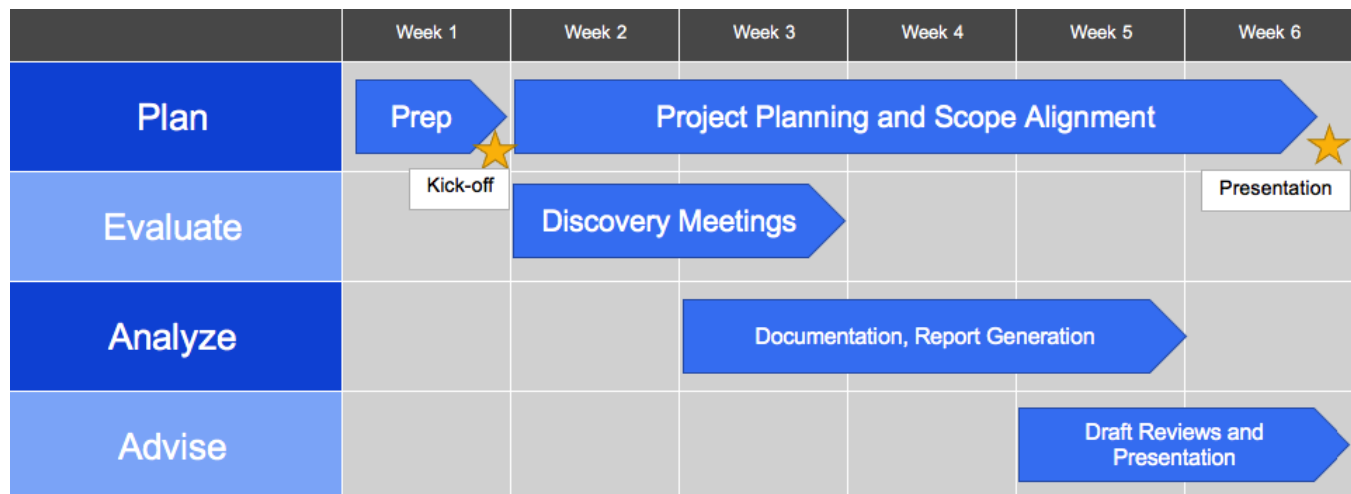 Week 1
Week 2
Week 3
Week 4
Week 5
Week 6
Plan
Prep
Project Planning and Scope Alignment
Kick-off
Presentation
Evaluate
Discovery Meetings
Analyze
Documentation, Report Generation
Advise
Draft Reviews and
Presentation